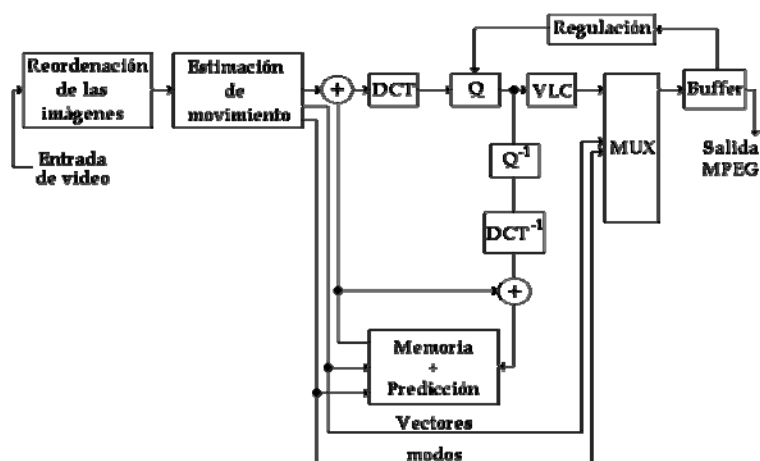 Regulación
Reordenación
de las
imágenes
Estimación
de
movimiento
+
DCT
Q
VLC
MUX
Buffer
Entrada
de video
Salida
MPEG
Q⁻¹
DCT⁻¹
+
Memoria
+
Predicción
Vectores
modos